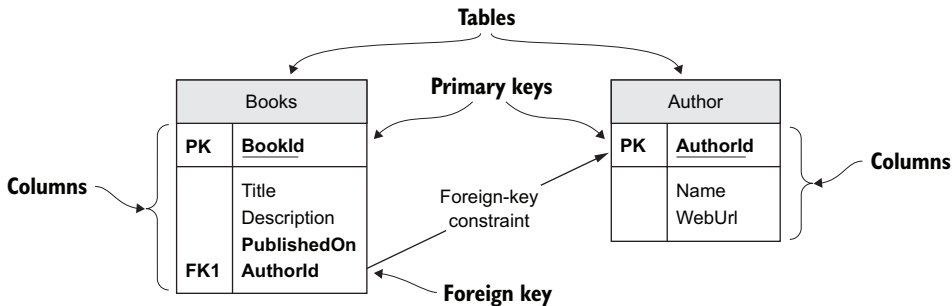 Tables
Books
Primary keys
Author
PK BookId
PK AuthorId
Columns
Columns
Title
Description
PublishedOn
FK1 AuthorId
Foreign-key
constraint
Name
WebUrl
Foreign key